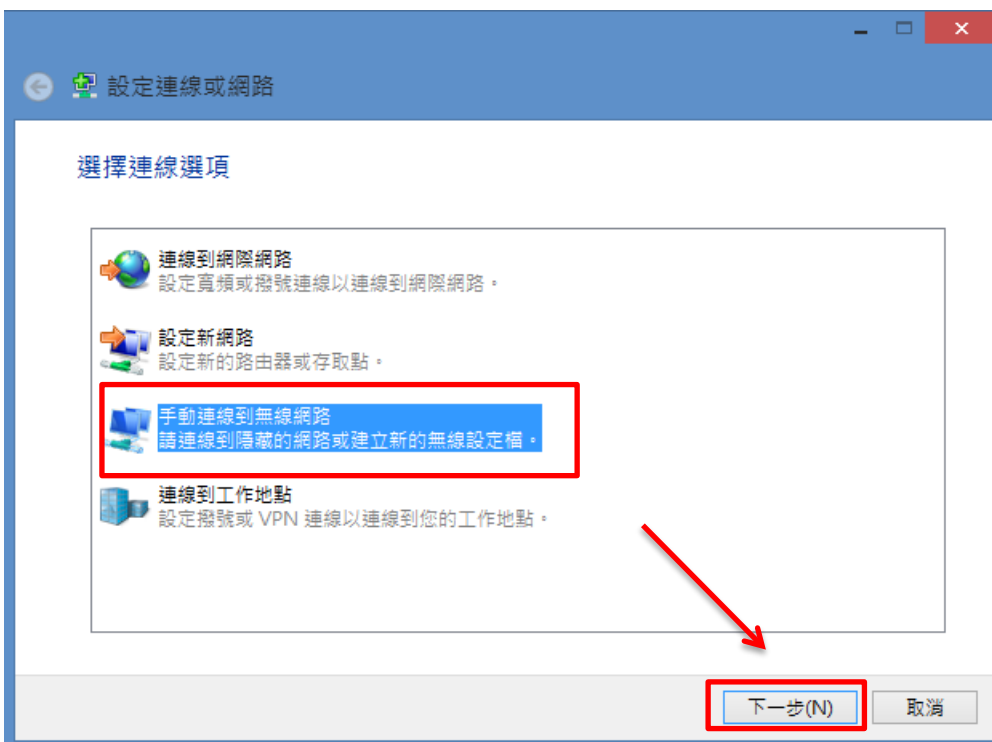 設定連線或網路
選擇連線選項
連線到網際網路
設定寬頻或撥號連線以連線到網際網路。
設定新網路
設定新的路由器或存取點。
手動連線到無線網路
請連線到隱藏的網路或建立新的無線設定檔。
連線到工作地點
設定撥號或 VPN 連線以連線到您的工作地點。
下一步(N)
取消